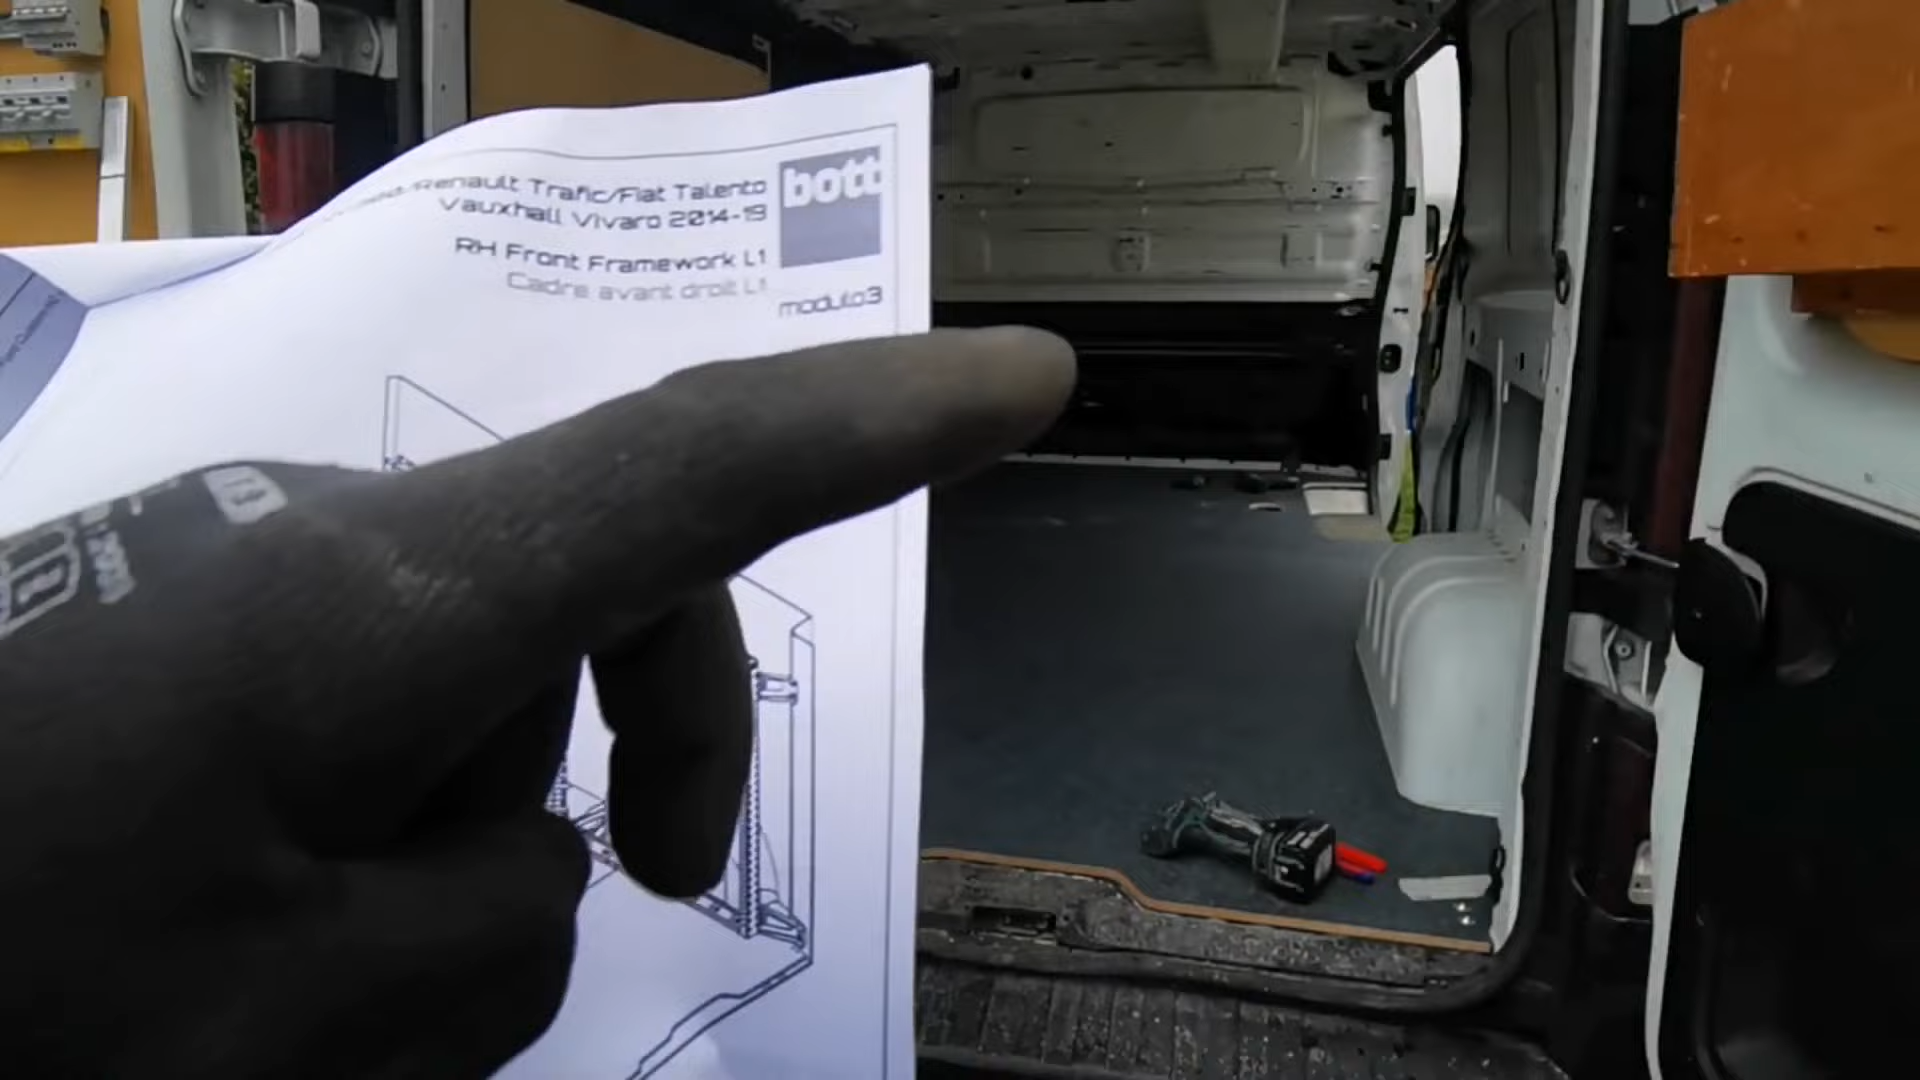 Renault Trafic/Fiat Talento
Vauxhall Vivaro 2014-19
bott
RH Front Framework L1
Cadre avant droit L1
modulo3